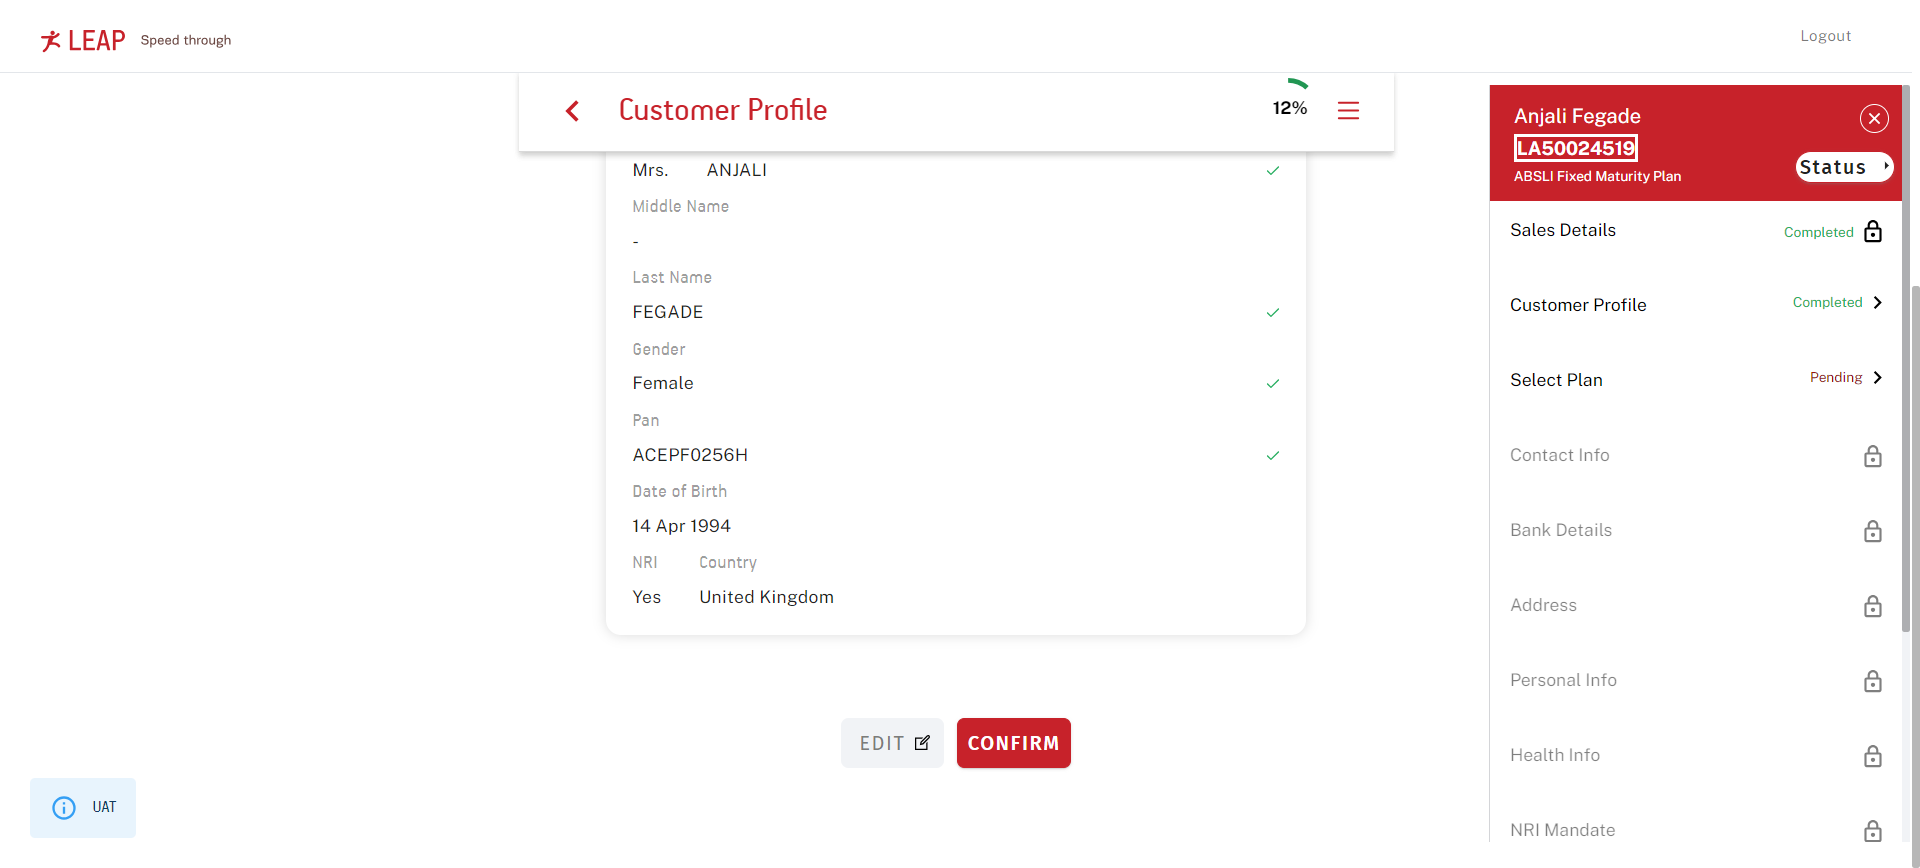 LEAP Speed through
Logout
Customer Profile
12%
Mrs. ANJALI
Middle Name
-
Last Name
FEGADE
Gender
Female
Pan
ACEPF0256H
Date of Birth
14 Apr 1994
NRI Country
Yes United Kingdom
EDIT CONFIRM
UAT
Anjali Fegade
LA50024519
ABSLI Fixed Maturity Plan
Status
Sales Details Completed
Customer Profile Completed
Select Plan Pending
Contact Info
Bank Details
Address
Personal Info
Health Info
NRI Mandate